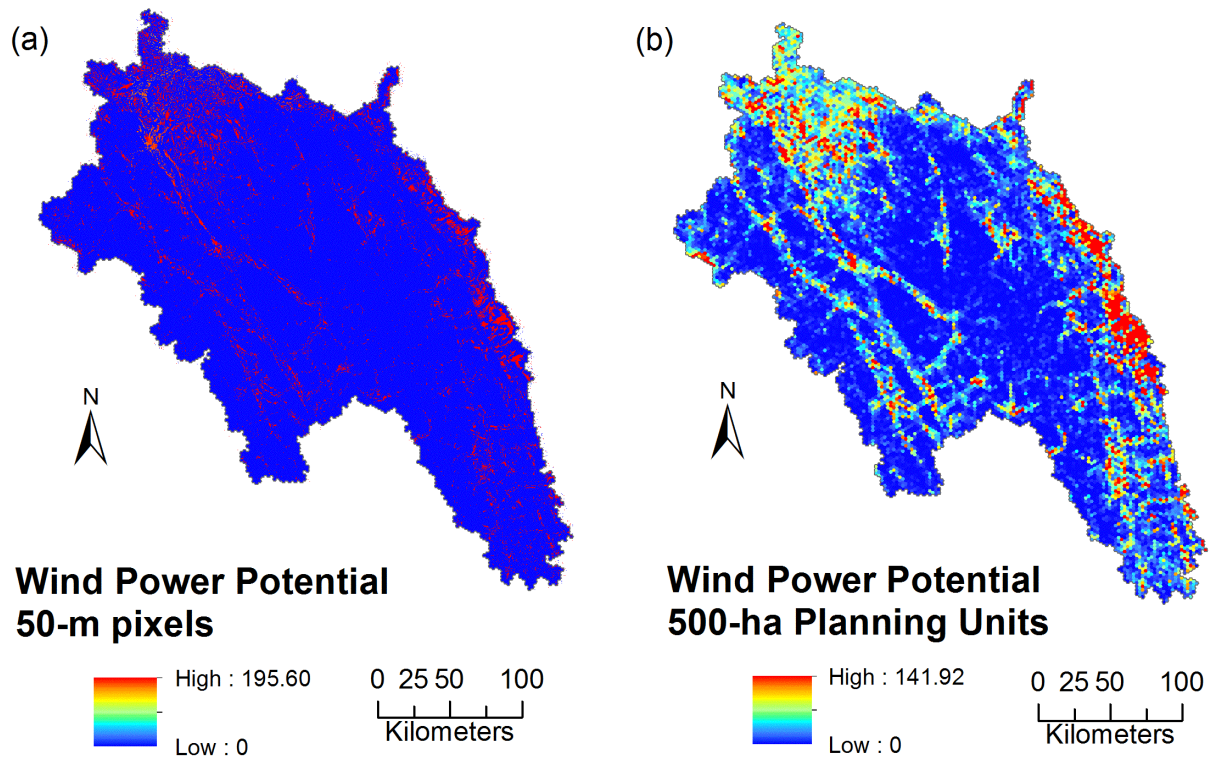 (a)
(b)
N
N
Wind Power Potential
50-m pixels
Wind Power Potential
500-ha Planning Units
High : 195.60
Low : 0
0 25 50 100
Kilometers
High : 141.92
Low : 0
0 25 50 100
Kilometers